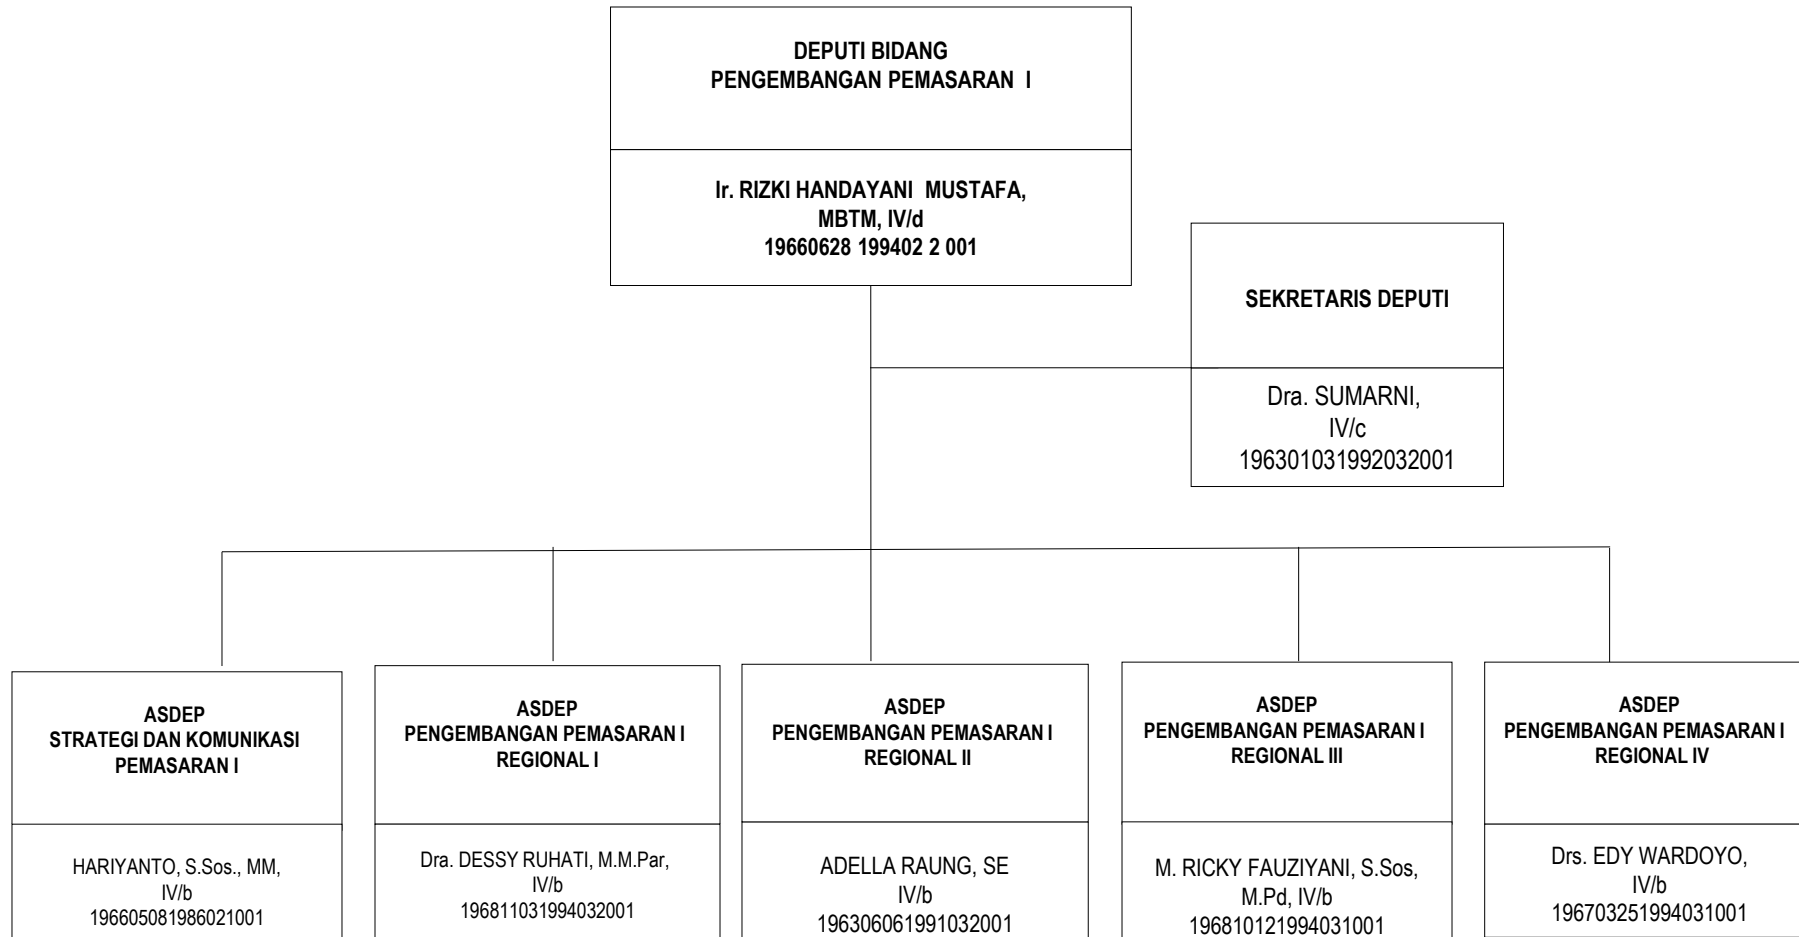 DEPUTI BIDANG
PENGEMBANGAN PEMASARAN I
Ir. RIZKI HANDAYANI MUSTAFA,
MBTM, IV/d
19660628 199402 2 001
SEKRETARIS DEPUTI
Dra. SUMARNI,
IV/c
196301031992032001
ASDEP
STRATEGI DAN KOMUNIKASI
PEMASARAN I
HARIYANTO, S.Sos., MM,
IV/b
196605081986021001
ASDEP
PENGEMBANGAN PEMASARAN I
REGIONAL I
Dra. DESSY RUHATI, M.M.Par,
IV/b
196811031994032001
ASDEP
PENGEMBANGAN PEMASARAN I
REGIONAL II
ADELLA RAUNG, SE
IV/b
196306061991032001
ASDEP
PENGEMBANGAN PEMASARAN I
REGIONAL III
M. RICKY FAUZIYANI, S.Sos,
M.Pd, IV/b
196810121994031001
ASDEP
PENGEMBANGAN PEMASARAN I
REGIONAL IV
Drs. EDY WARDOYO,
IV/b
196703251994031001